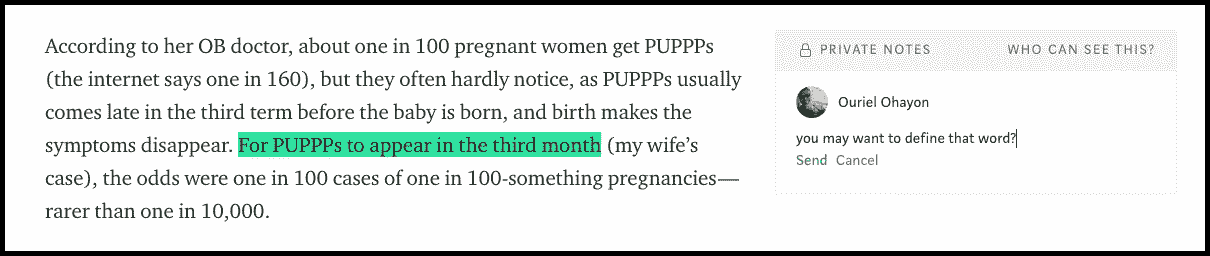 According to her OB doctor, about one in 100 pregnant women get PUPPPs
(the internet says one in 160), but they often hardly notice, as PUPPPs usually
comes late in the third term before the baby is born, and birth makes the
symptoms disappear. For PUPPPs to appear in the third month (my wife’s
case), the odds were one in 100 cases of one in 100-something pregnancies—
rarer than one in 10,000.
PRIVATE NOTES WHO CAN SEE THIS?
Ouriel Ohayon
you may want to define that word?
Send Cancel